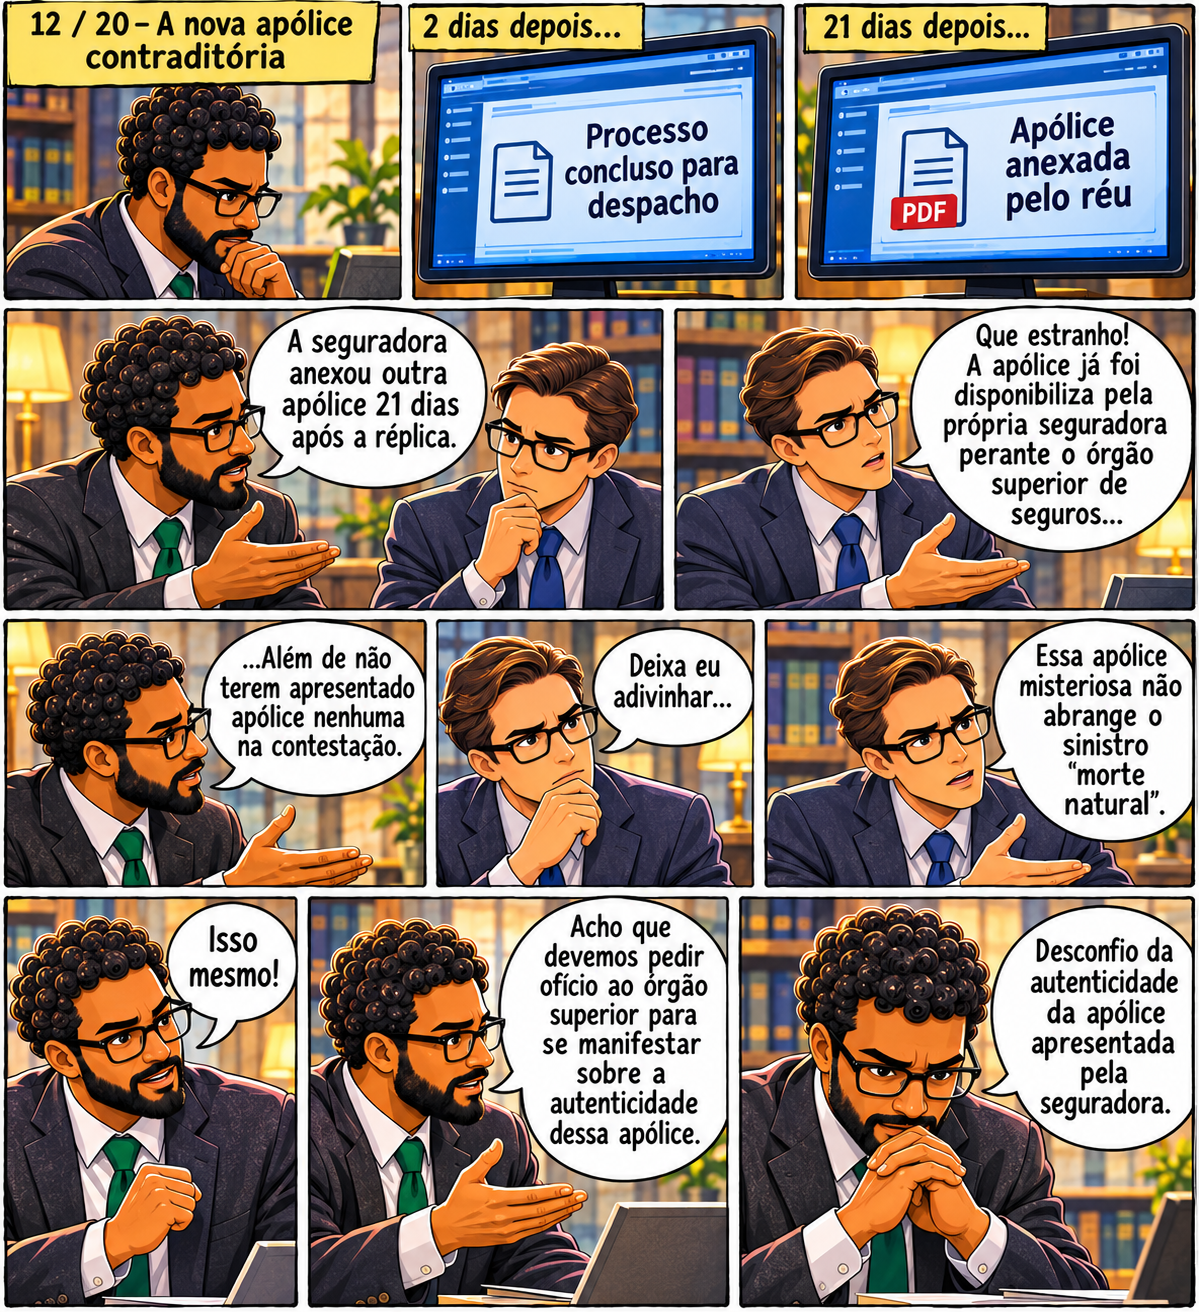 12 / 20 – A nova apólice
contraditória
2 dias depois...
Processo
concluso para
despacho
21 dias depois...
Apólice
anexada
pelo réu
PDF
A seguradora
anexou outra
apólice 21 dias
após a réplica.
Que estranho!
A apólice já foi
disponibiliza pela
própria seguradora
perante o órgão
superior de
seguros...
...Além de não
terem apresentado
apólice nenhuma
na contestação.
Deixa eu
adivinhar...
Essa apólice
misteriosa não
abrange o
sinistro
“morte
natural”.
Isso
mesmo!
Acho que
devemos pedir
ofício ao órgão
superior para
se manifestar
sobre a
autenticidade
dessa apólice.
Desconfio da
autenticidade
da apólice
apresentada
pela
seguradora.